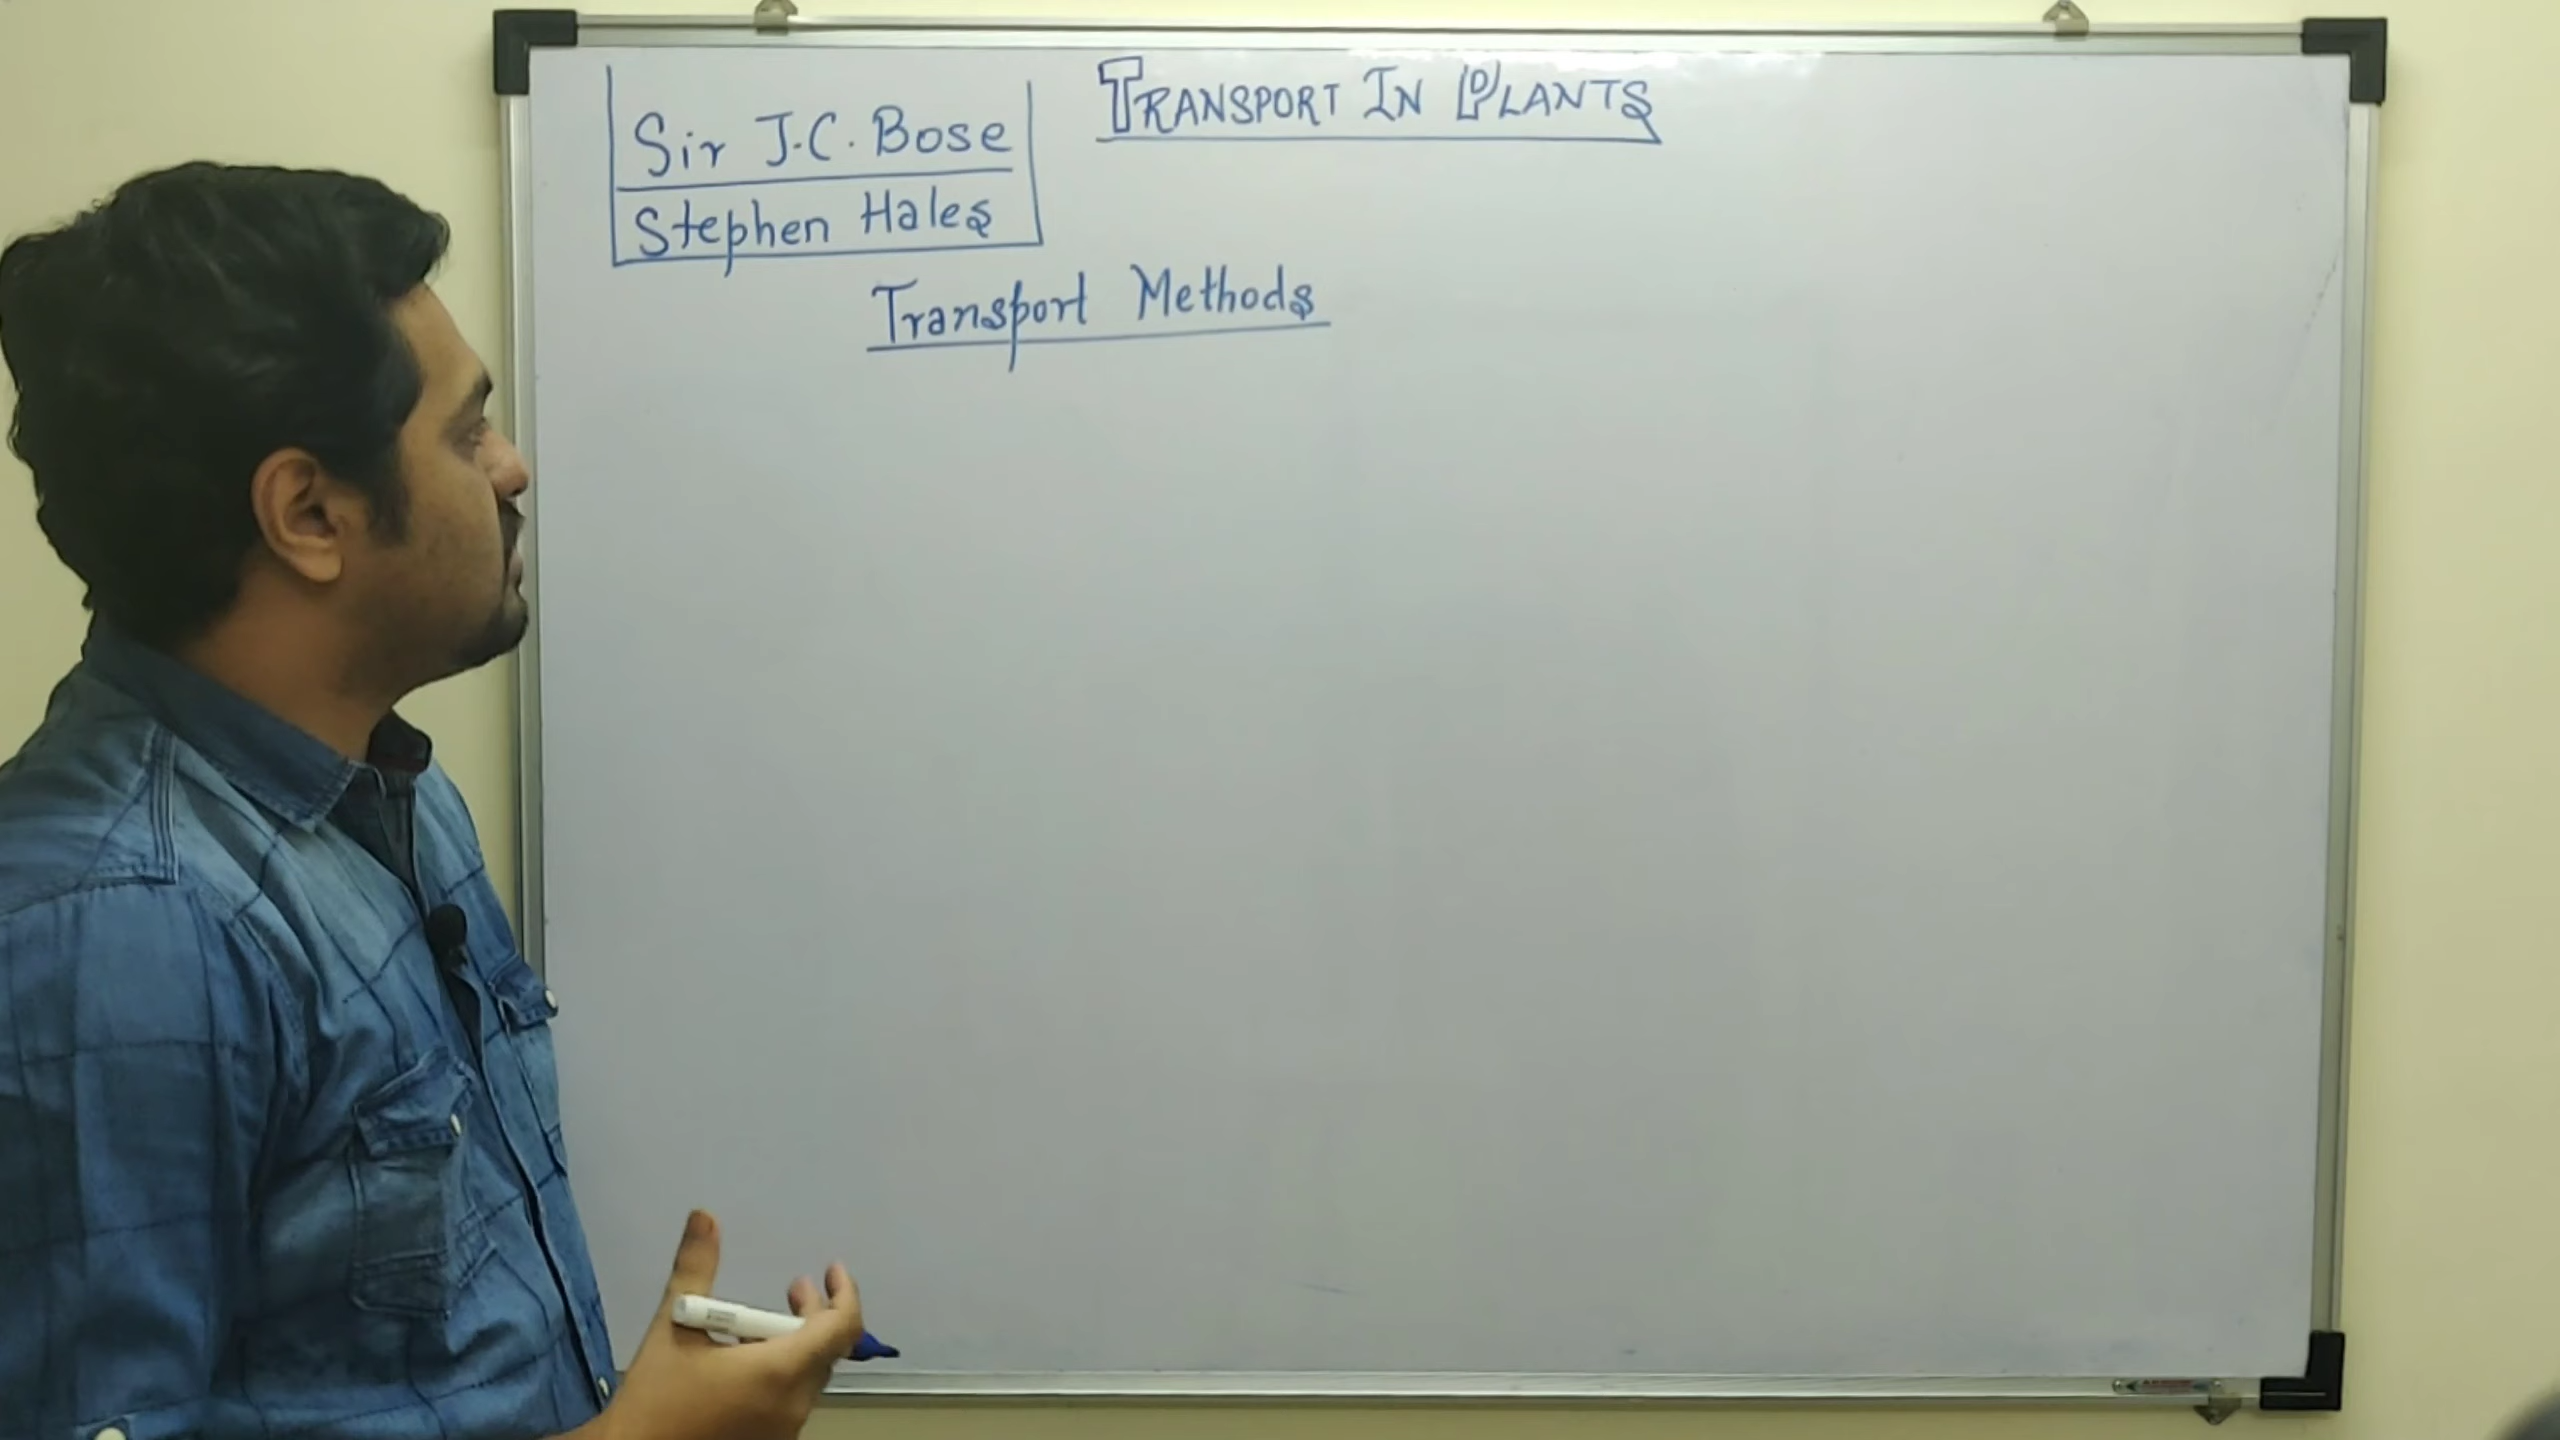 TRANSPORT IN PLANTS
Sir J.C. Bose
Stephen Hales
Transport Methods